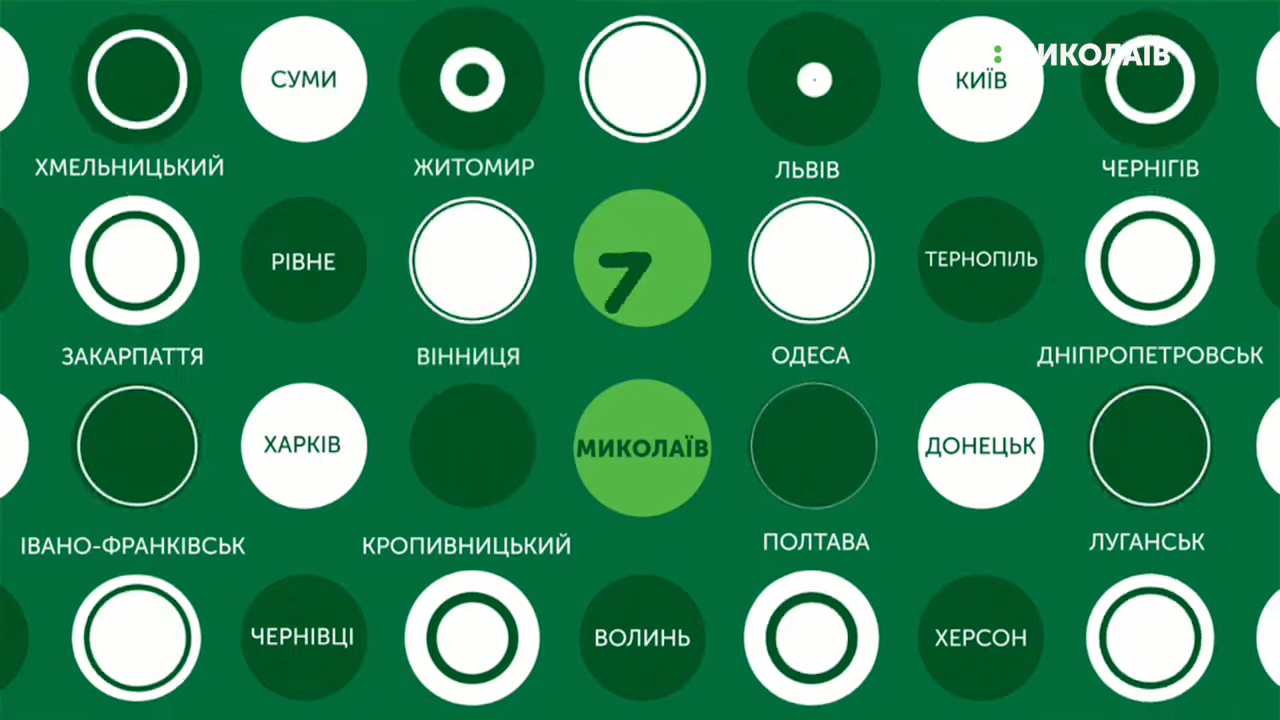 СУМИ
КИЇВ
:МИКОЛАЇВ
ХМЕЛЬНИЦЬКИЙ
ЖИТОМИР
ЛЬВІВ
ЧЕРНІГІВ
РІВНЕ
7
ТЕРНОПІЛЬ
ЗАКАРПАТТЯ
ВІННИЦЯ
ОДЕСА
ДНІПРОПЕТРОВСЬК
ХАРКІВ
МИКОЛАЇВ
ДОНЕЦЬК
ІВАНО-ФРАНКІВСЬК
КРОПИВНИЦЬКИЙ
ПОЛТАВА
ЛУГАНСЬК
ЧЕРНІВЦІ
ВОЛИНЬ
ХЕРСОН